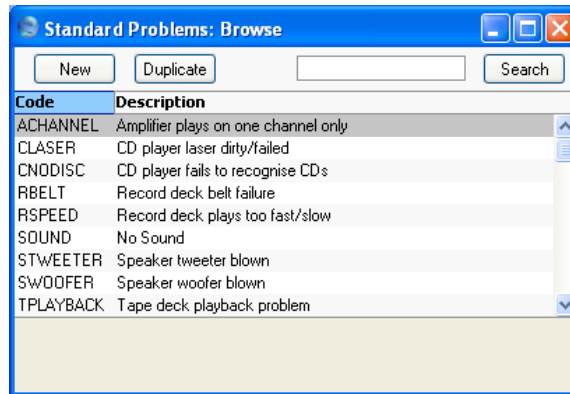 Standard Problems: Browse
New Duplicate Search
Code Description
ACHANNEL Amplifier plays on one channel only
CLASER CD player laser dirty/failed
CNODISC CD player fails to recognise CDs
RBELT Record deck belt failure
RSPEED Record deck plays too fast/slow
SOUND No Sound
STWEETER Speaker tweeter blown
SWOOFER Speaker woofer blown
TPLAYBACK Tape deck playback problem